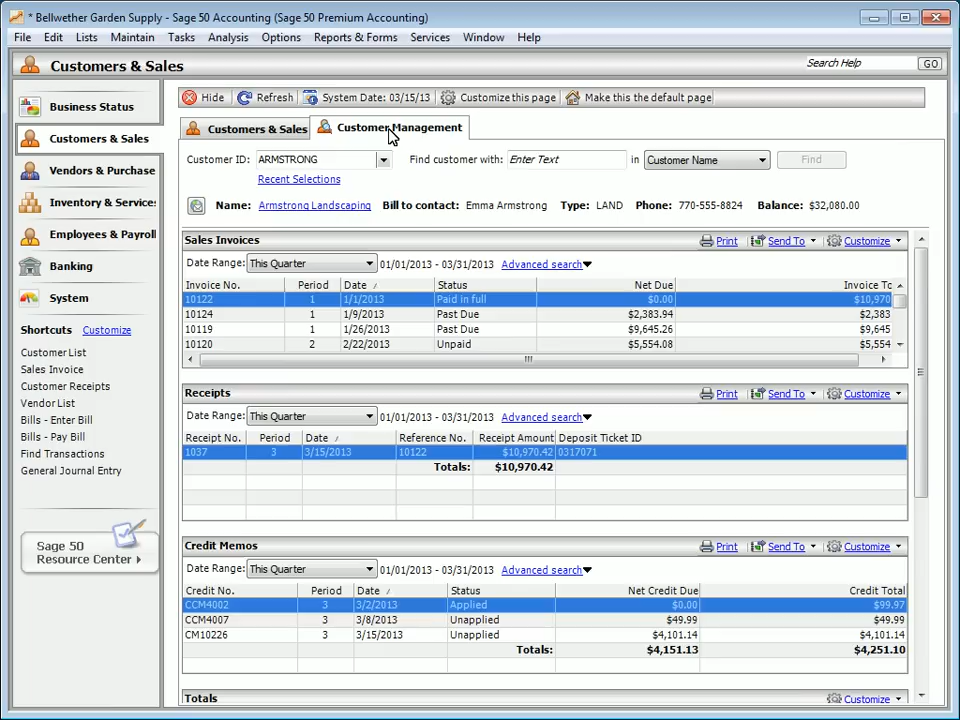 * Bellwether Garden Supply - Sage 50 Accounting (Sage 50 Premium Accounting)
File Edit Lists Maintain Tasks Analysis Options Reports & Forms Services Window Help
Customers & Sales
Search Help GO
Business Status
Customers & Sales
Vendors & Purchase
Inventory & Services
Employees & Payroll
Banking
System
Shortcuts Customize
Customer List
Sales Invoice
Customer Receipts
Vendor List
Bills - Enter Bill
Bills - Pay Bill
Find Transactions
General Journal Entry
Sage 50
Resource Center
Hide Refresh System Date: 03/15/13 Customize this page Make this the default page
Customers & Sales Customer Management
Customer ID: ARMSTRONG Find customer with: Enter Text in Customer Name Find
Recent Selections
Name: Armstrong Landscaping Bill to contact: Emma Armstrong Type: LAND Phone: 770-555-8824 Balance: $32,080.00
Sales Invoices Print Send To Customize
Date Range: This Quarter 01/01/2013 - 03/31/2013 Advanced search
Invoice No. Period Date Status Net Due Invoice To
10122 1 1/1/2013 Paid in full $0.00 $10,970
10124 1 1/9/2013 Past Due $2,383.94 $2,383
10119 1 1/26/2013 Past Due $9,645.26 $9,645
10120 2 2/22/2013 Unpaid $5,554.08 $5,554
Receipts Print Send To Customize
Date Range: This Quarter 01/01/2013 - 03/31/2013 Advanced search
Receipt No. Period Date Reference No. Receipt Amount Deposit Ticket ID
1037 3 3/15/2013 10122 $10,970.42 0317071
Totals: $10,970.42
Credit Memos Print Send To Customize
Date Range: This Quarter 01/01/2013 - 03/31/2013 Advanced search
Credit No. Period Date Status Net Credit Due Credit Total
CCM4002 3 3/2/2013 Applied $0.00 $99.97
CCM4007 3 3/8/2013 Unapplied $49.99 $49.99
CM10226 3 3/15/2013 Unapplied $4,101.14 $4,101.14
Totals: $4,151.13 $4,251.10
Totals Customize